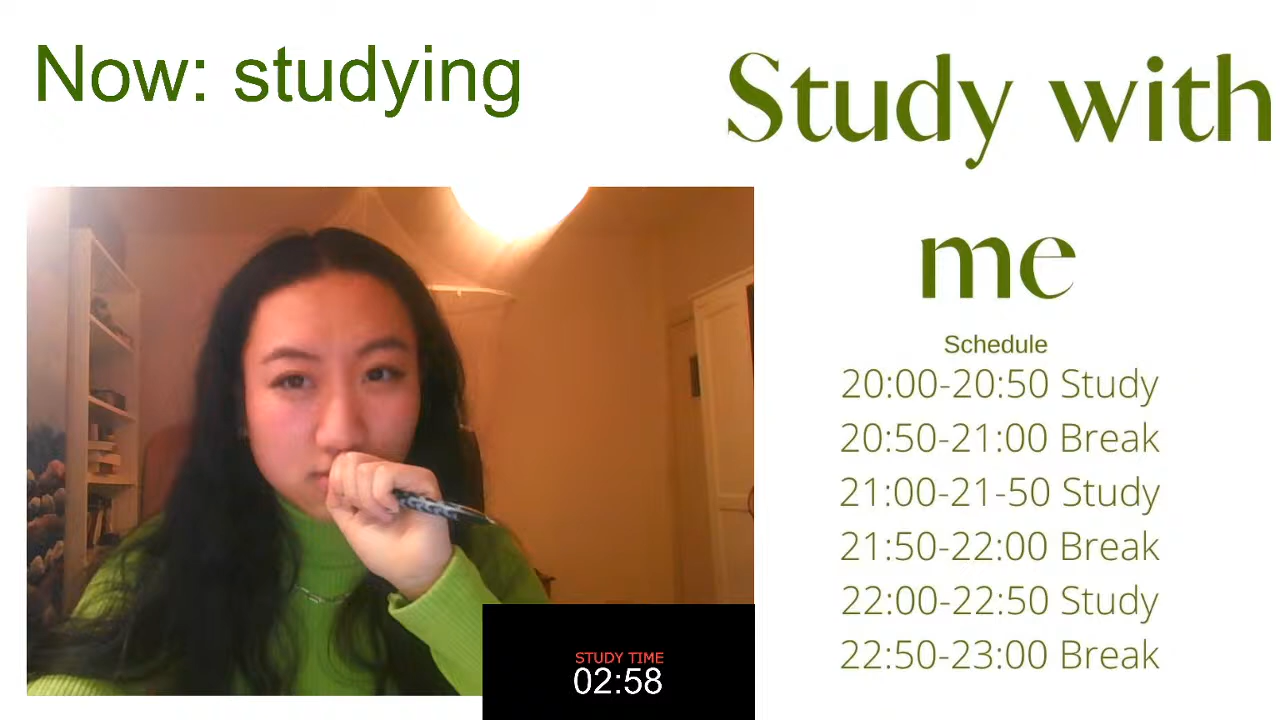 Now: studying
Study with
me
Schedule
20:00-20:50 Study
20:50-21:00 Break
21:00-21-50 Study
21:50-22:00 Break
22:00-22:50 Study
22:50-23:00 Break
STUDY TIME
02:58